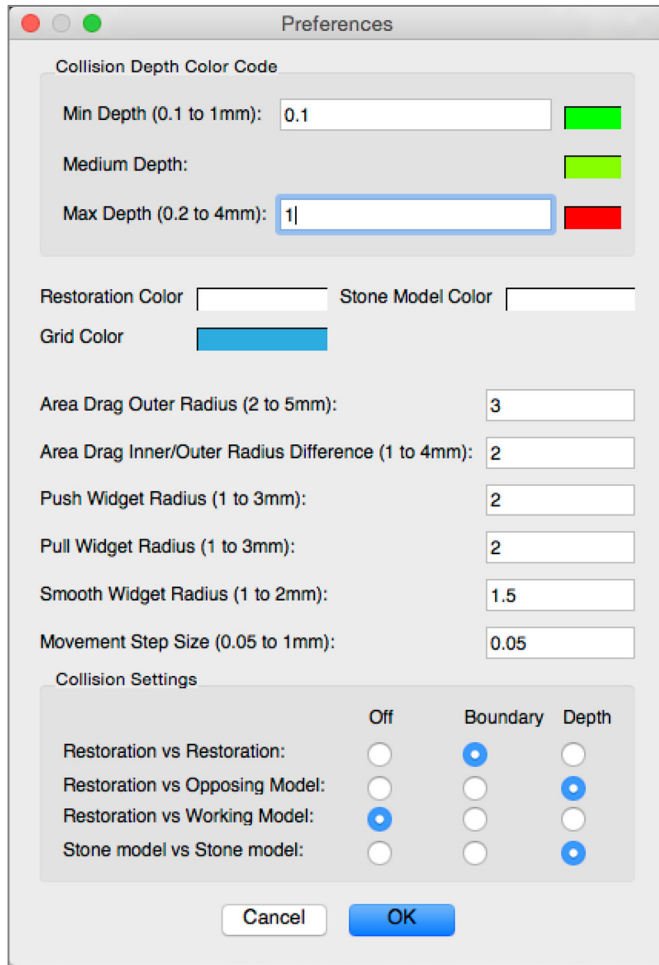 Preferences
Collision Depth Color Code
Min Depth (0.1 to 1mm): 0.1
Medium Depth:
Max Depth (0.2 to 4mm): 1
Restoration Color Stone Model Color
Grid Color
Area Drag Outer Radius (2 to 5mm): 3
Area Drag Inner/Outer Radius Difference (1 to 4mm): 2
Push Widget Radius (1 to 3mm): 2
Pull Widget Radius (1 to 3mm): 2
Smooth Widget Radius (1 to 2mm): 1.5
Movement Step Size (0.05 to 1mm): 0.05
Collision Settings
Off Boundary Depth
Restoration vs Restoration:
Restoration vs Opposing Model:
Restoration vs Working Model:
Stone model vs Stone model:
Cancel OK